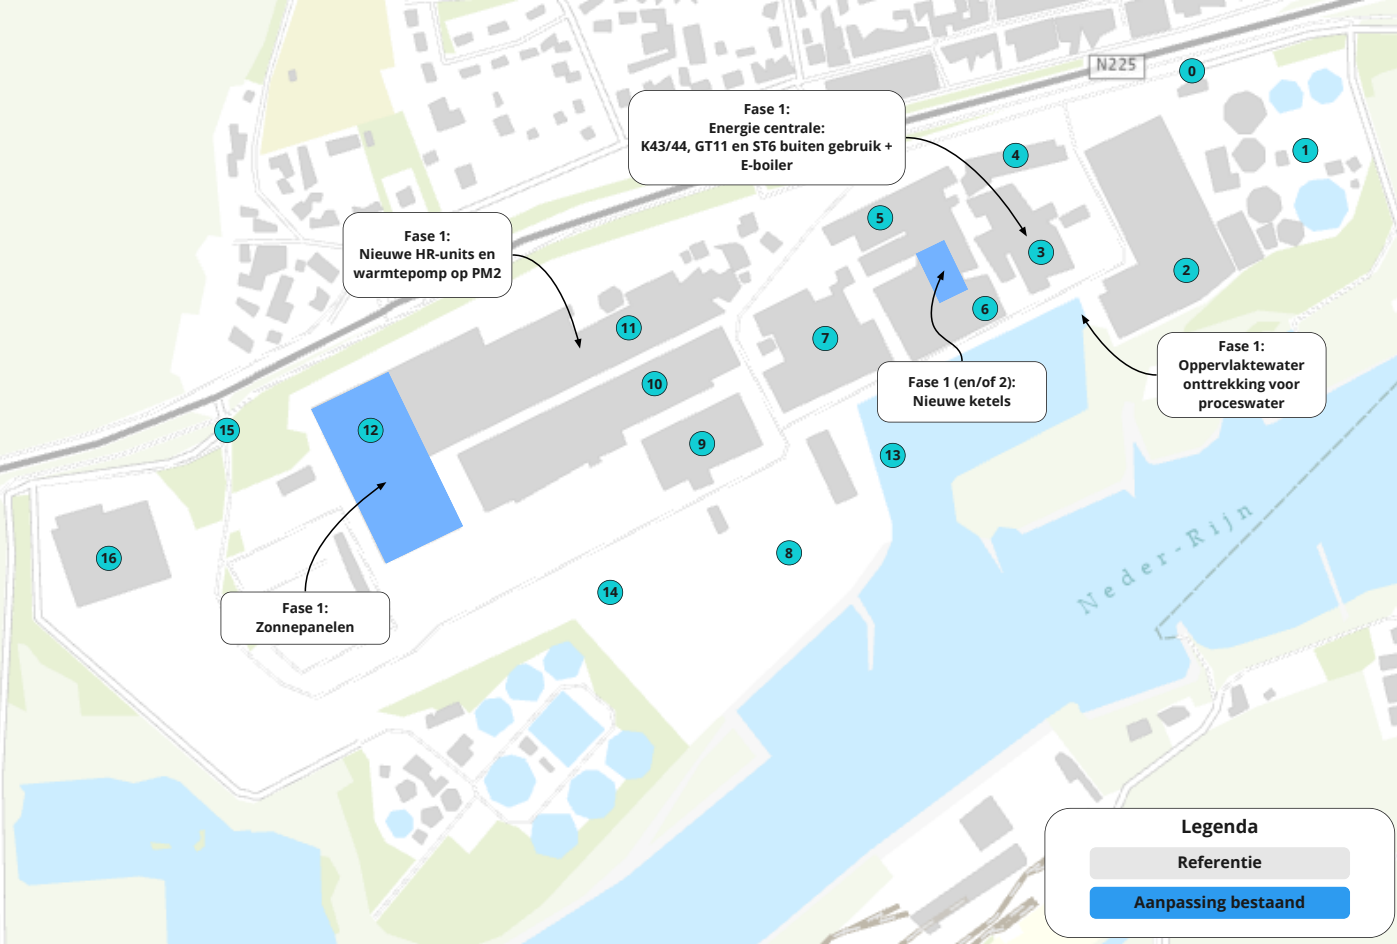 N225
0
Fase 1:
Energie centrale:
K43/44, GT11 en ST6 buiten gebruik +
E-boiler
1
4
5
Fase 1:
Nieuwe HR-units en
warmtepomp op PM2
3
2
6
11
7
Fase 1:
Oppervlaktewater
onttrekking voor
proceswater
10
Fase 1 (en/of 2):
Nieuwe ketels
12
15
9
13
Neder-Rijn
8
16
14
Fase 1:
Zonnepanelen
Legenda
Referentie
Aanpassing bestaand